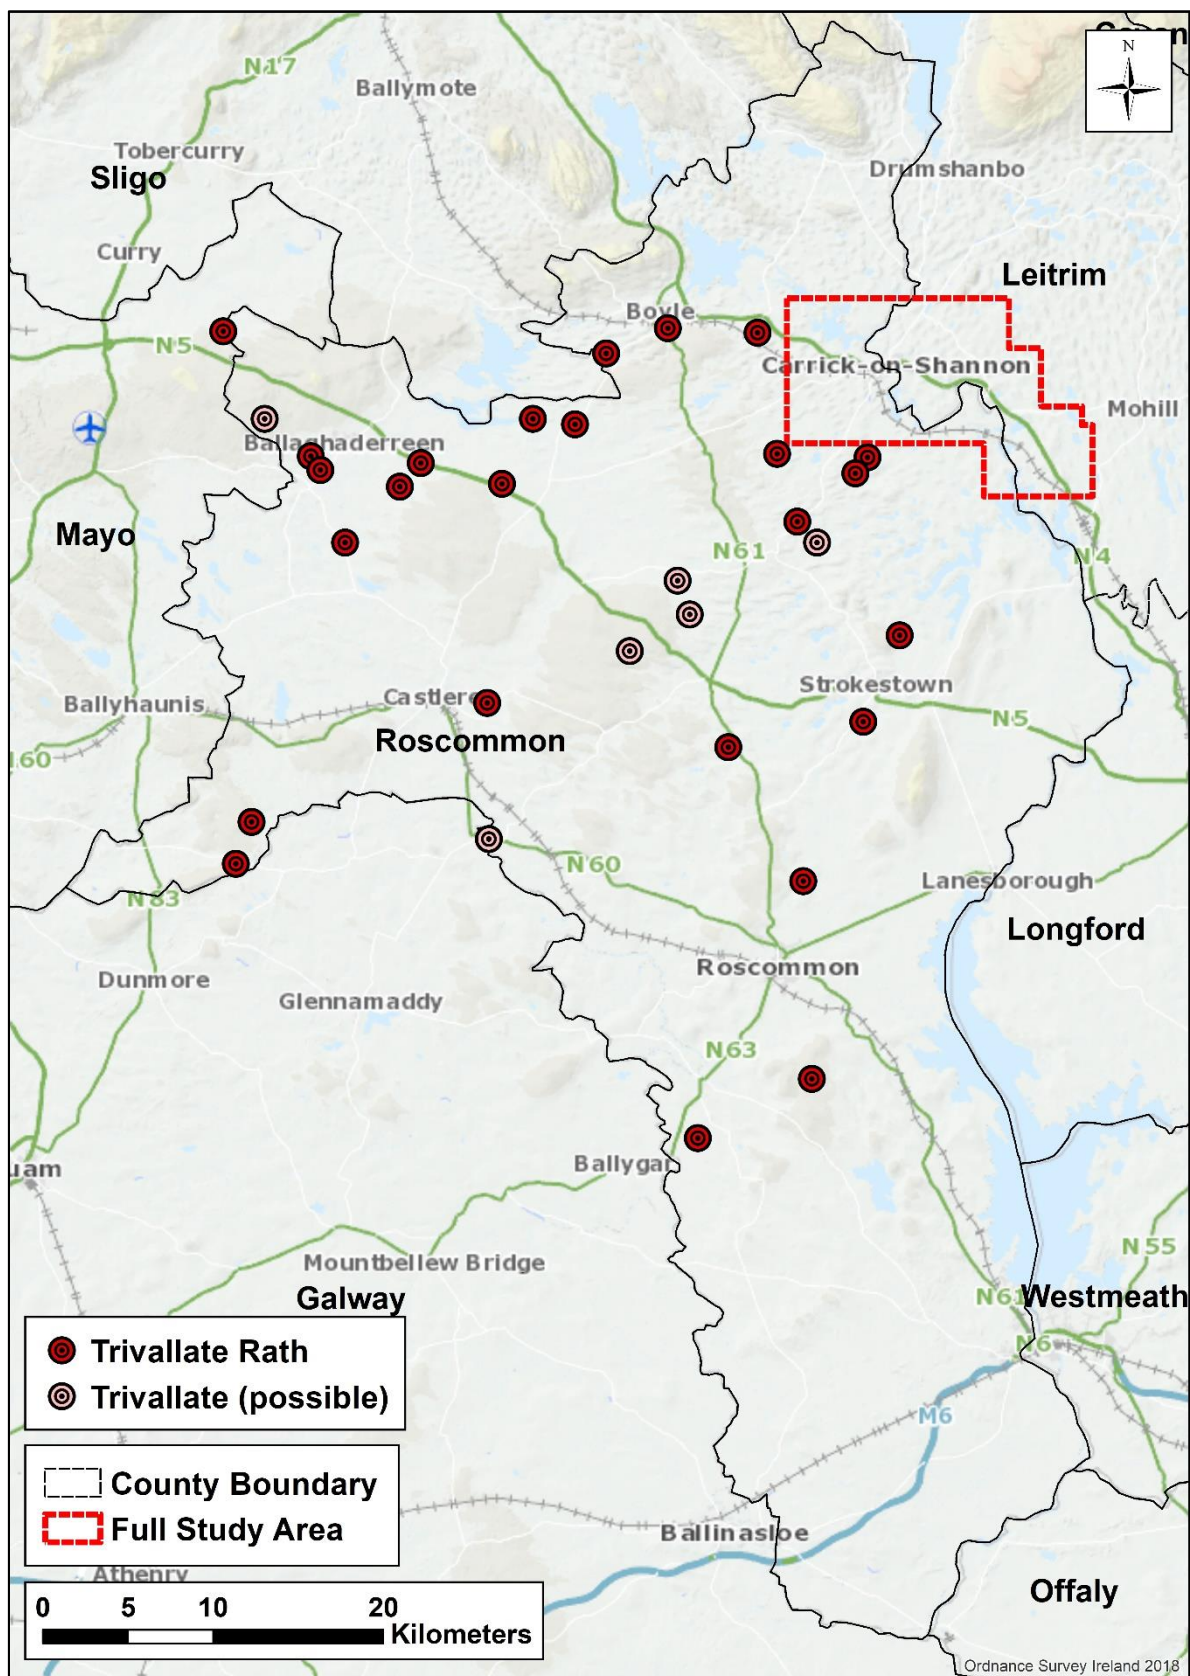 Cavan
N
N17
Ballymote
Tobercurry
Sligo
Drumshanbo
Curry
Leitrim
Boyle
N5
Carrick-on-Shannon
Mohill
Ballaghaderreen
Mayo
N61
N4
Strokestown
Ballyhaunis
Castlerea
N5
Roscommon
N60
N60
Lanesborough
N83
Longford
Dunmore
Roscommon
Glennamaddy
N63
Ballygar
uam
N55
Mountbellew Bridge
Galway
N61
Westmeath
N6
Trivallate Rath
Trivallate (possible)
M6
County Boundary
Full Study Area
Ballinasloe
Athenry
Offaly
0 5 10 20
Kilometers
Ordnance Survey Ireland 2018